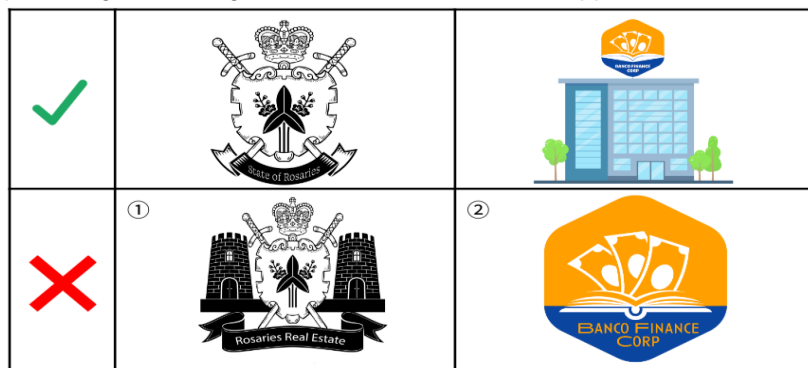 State of Rosaries
BANCO FINANCE
CORP
①
②
Rosaries Real Estate
BANCO FINANCE
CORP